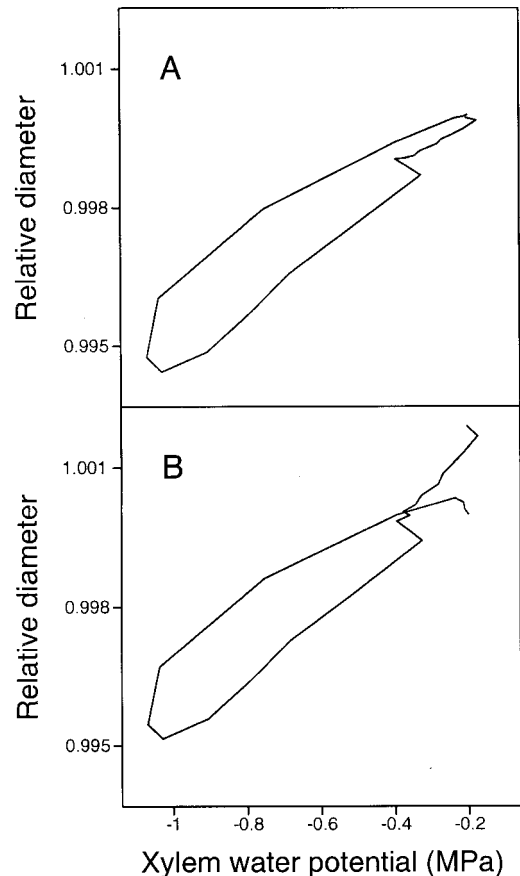 A
1.001
0.998
0.995
Relative diameter
B
1.001
0.998
0.995
Relative diameter
-1 -0.8 -0.6 -0.4 -0.2
Xylem water potential (MPa)